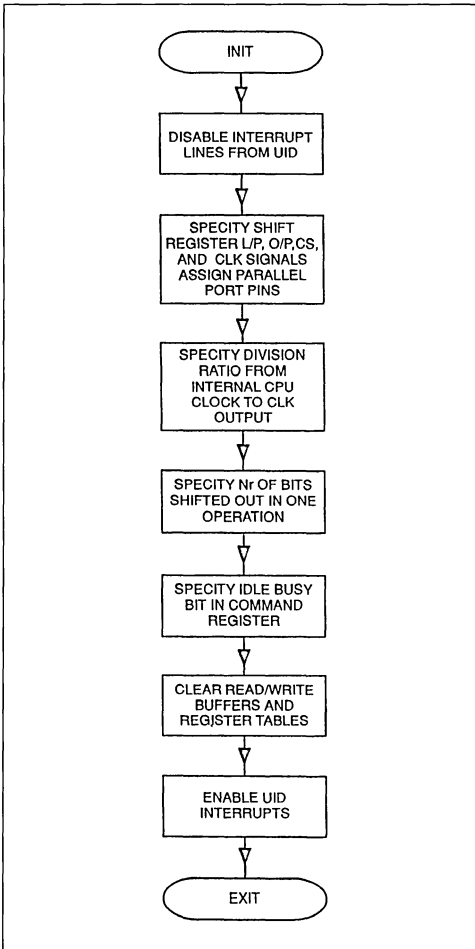 INIT
DISABLE INTERRUPT
LINES FROM UID
SPECITY SHIFT
REGISTER L/P, O/P,CS,
AND CLK SIGNALS
ASSIGN PARALLEL
PORT PINS
SPECITY DIVISION
RATIO FROM
INTERNAL CPU
CLOCK TO CLK
OUTPUT
SPECITY Nr OF BITS
SHIFTED OUT IN ONE
OPERATION
SPECITY IDLE BUSY
BIT IN COMMAND
REGISTER
CLEAR READ/WRITE
BUFFERS AND
REGISTER TABLES
ENABLE UID
INTERRUPTS
EXIT